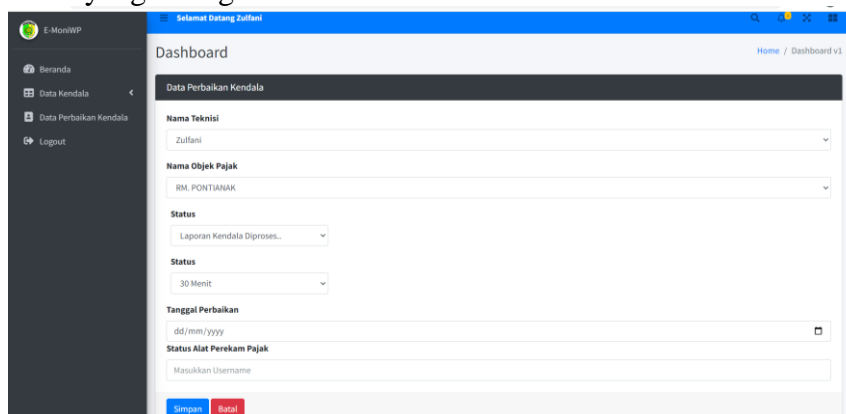 E-MoniWP
Beranda
Data Kendala
Data Perbaikan Kendala
Logout
Selamat Datang Zulfani
Dashboard
Home / Dashboard v1
Data Perbaikan Kendala
Nama Teknisi
Zulfani
Nama Objek Pajak
RM. PONTIANAK
Status
Laporan Kendala Diproses..
Status
30 Menit
Tanggal Perbaikan
dd/mm/yyyy
Status Alat Perekam Pajak
Masukkan Username
Simpan Batal